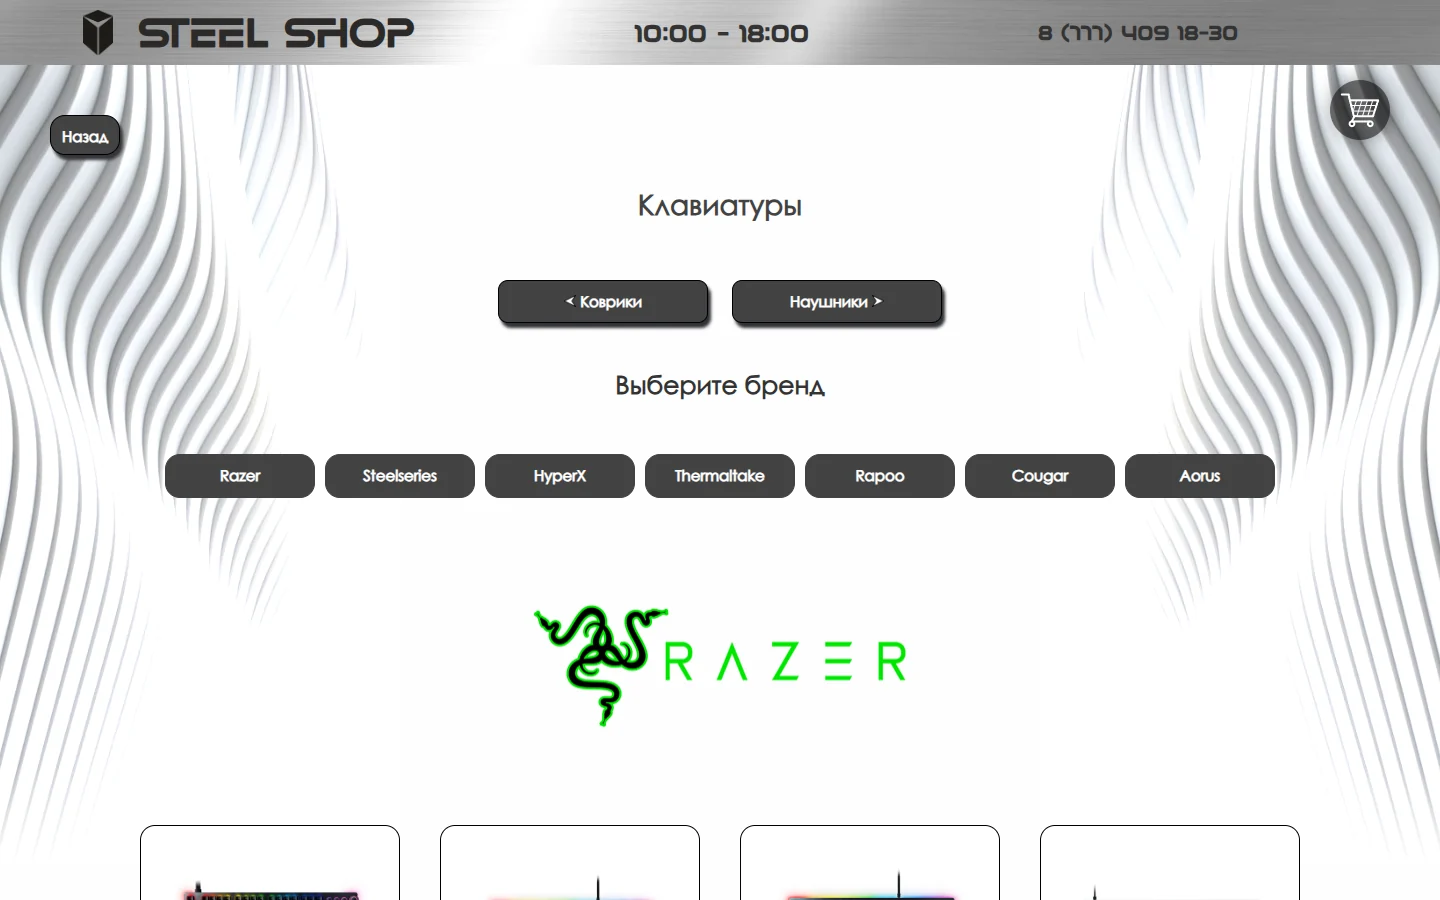 STEEL SHOP
10:00 - 18:00
8 (777) 409 18-30
Назад
Клавиатуры
< Коврики
Наушники >
Выберите бренд
Razer
Steelseries
HyperX
Thermaltake
Rapoo
Cougar
Aorus
RAZER